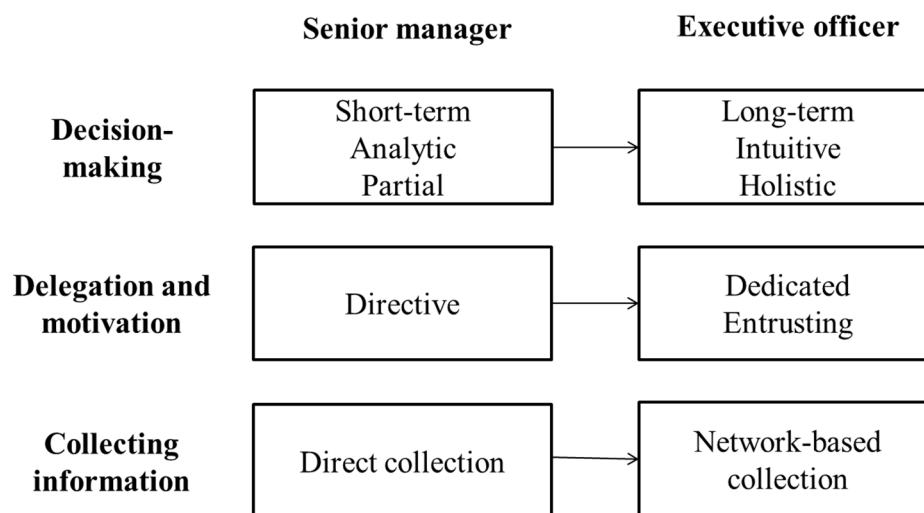 Senior manager
Executive officer
Decision-
making
Short-term
Analytic
Partial
Long-term
Intuitive
Holistic
Delegation and
motivation
Directive
Dedicated
Entrusting
Collecting
information
Direct collection
Network-based
collection